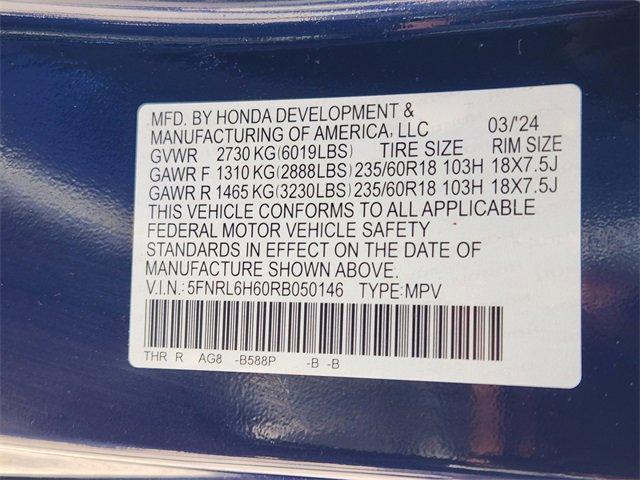 MFD. BY HONDA DEVELOPMENT &
MANUFACTURING OF AMERICA, LLC 03/'24
GVWR 2730 KG(6019LBS) TIRE SIZE RIM SIZE
GAWR F 1310 KG(2888LBS) 235/60R18 103H 18X7.5J
GAWR R 1465 KG(3230LBS) 235/60R18 103H 18X7.5J
THIS VEHICLE CONFORMS TO ALL APPLICABLE
FEDERAL MOTOR VEHICLE SAFETY
STANDARDS IN EFFECT ON THE DATE OF
MANUFACTURE SHOWN ABOVE.
V.I.N.: 5FNRL6H60RB050146 TYPE:MPV
THR R AG8 -B588P -B -B